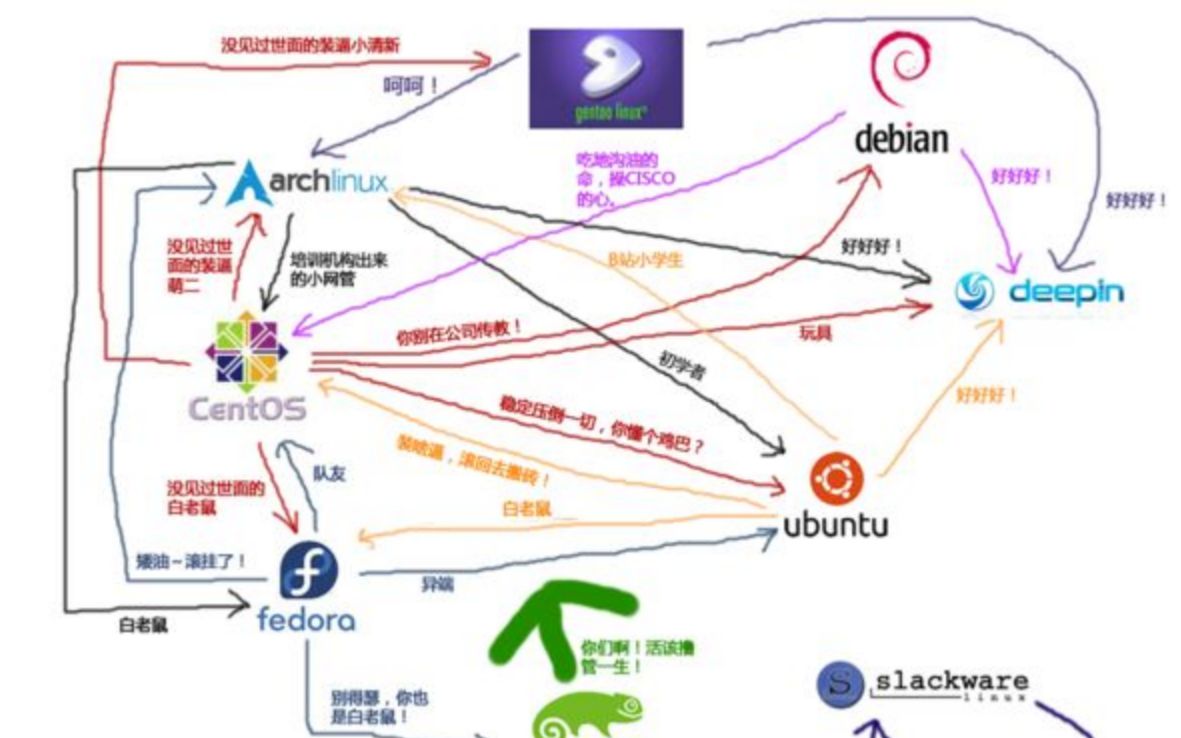 没见过世面的装逼小清新
呵呵！
gentoo linux
debian
吃地沟油的
命，操CISCO
的心。
好好好！
好好好！
archlinux
没见过世
面的装逼
萌二
培训机构出来
的小网管
B站小学生
好好好！
deepin
你别在公司传教！
玩具
初学者
CentOS
好好好！
稳定压倒一切，你懂个鸡巴？
装啥逼，滚回去搬砖！
没见过世面的
白老鼠
队友
白老鼠
ubuntu
矮油~滚挂了！
异端
白老鼠
fedora
你们啊！活该撸
管一生！
别得瑟，你也
是白老鼠！
S slackware
linux